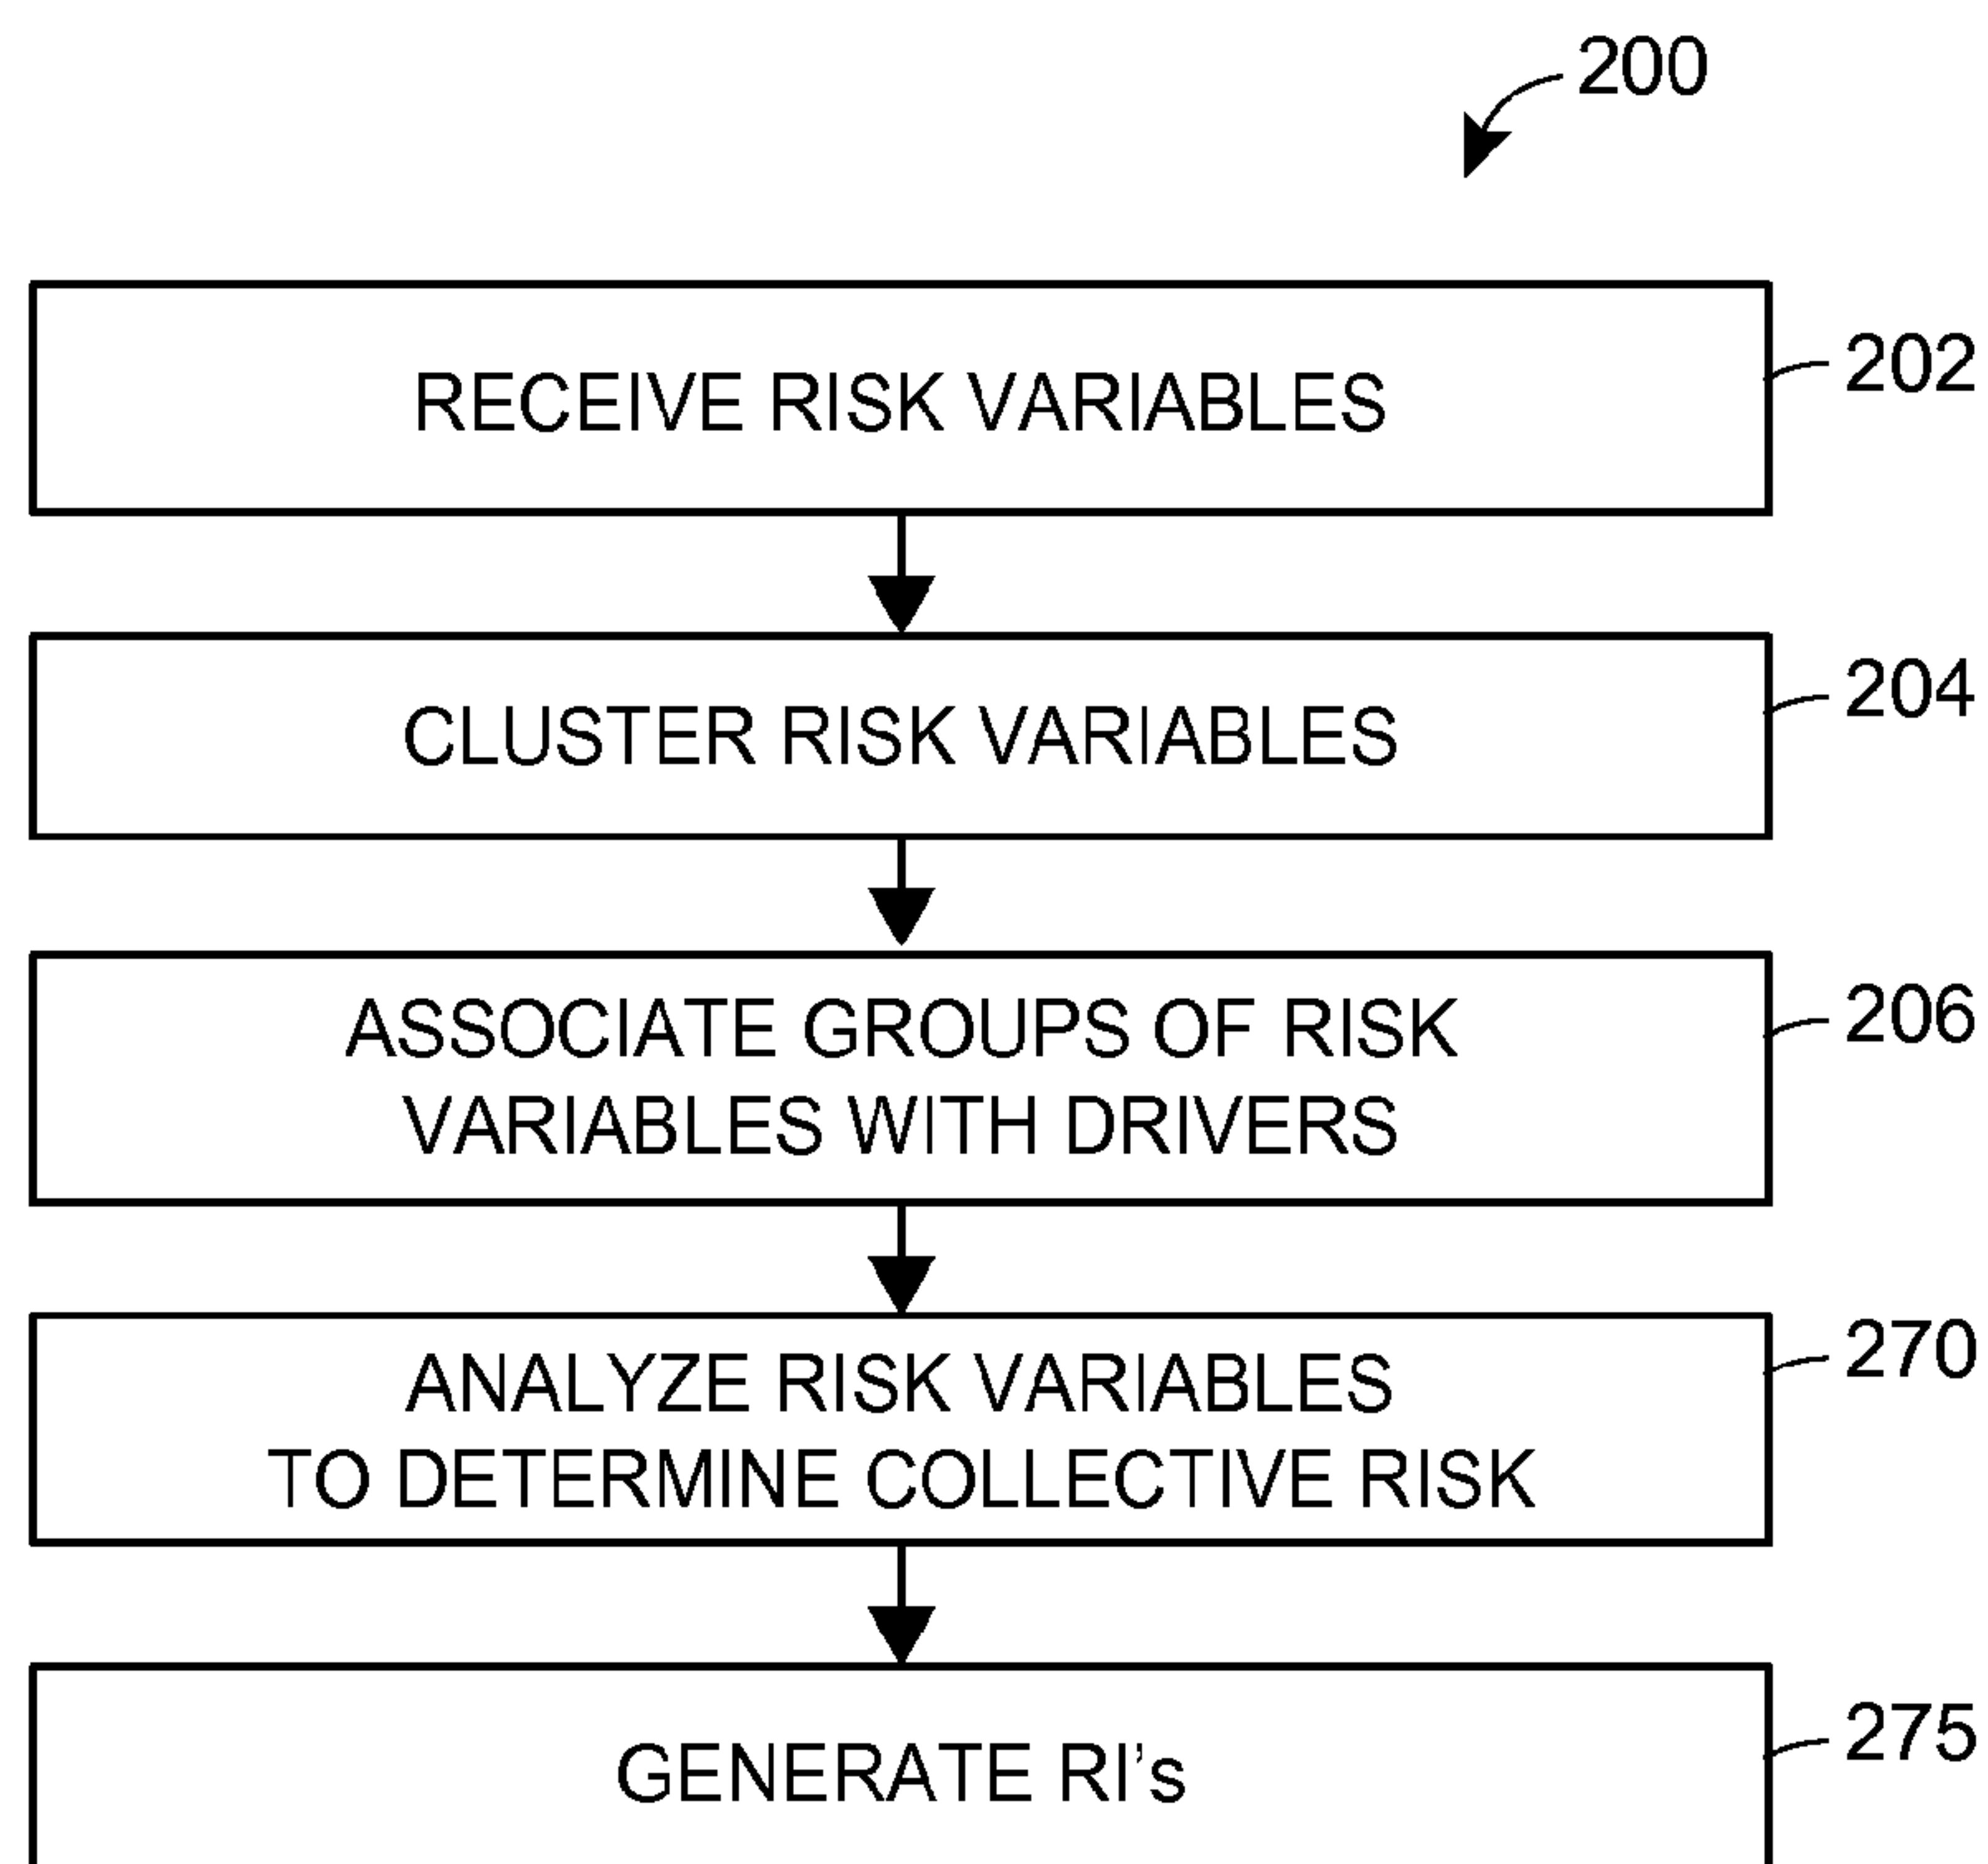 200
RECEIVE RISK VARIABLES
202
CLUSTER RISK VARIABLES
204
ASSOCIATE GROUPS OF RISK
VARIABLES WITH DRIVERS
206
ANALYZE RISK VARIABLES
TO DETERMINE COLLECTIVE RISK
270
GENERATE RI's
275